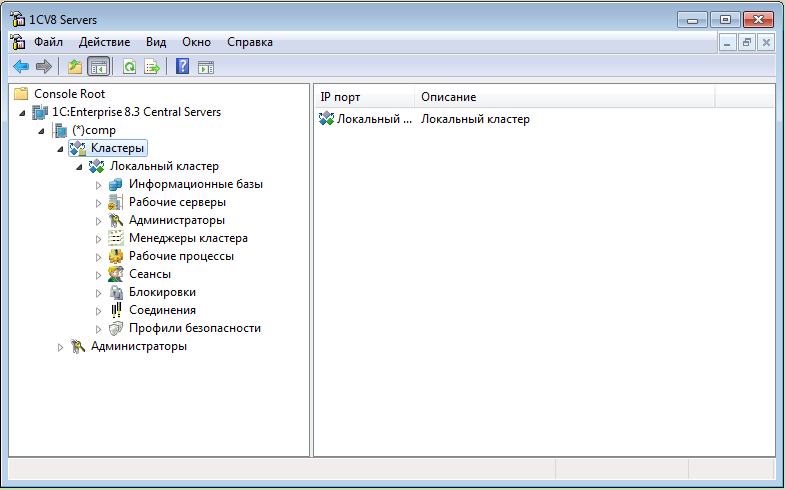 1CV8 Servers
Файл Действие Вид Окно Справка
Console Root
1C:Enterprise 8.3 Central Servers
(*)comp
Кластеры
Локальный кластер
Информационные базы
Рабочие серверы
Администраторы
Менеджеры кластера
Рабочие процессы
Сеансы
Блокировки
Соединения
Профили безопасности
Администраторы
IP порт Описание
Локальный ... Локальный кластер